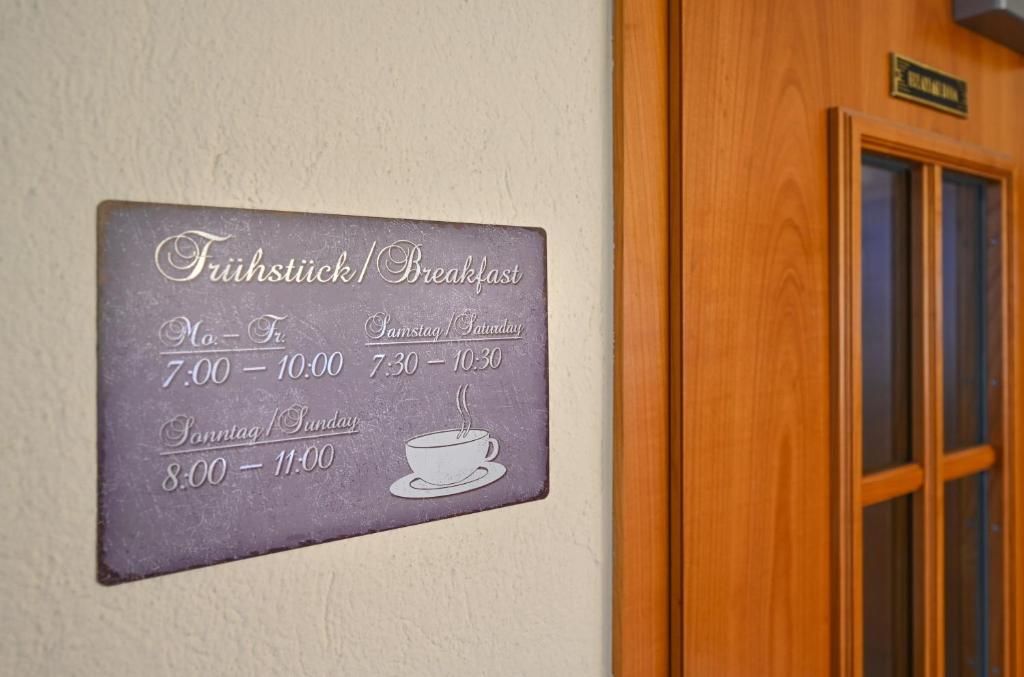 Frühstück/Breakfast
Mo. – Fr.
7:00 – 10:00
Samstag/Saturday
7:30 – 10:30
Sonntag/Sunday
8:00 – 11:00